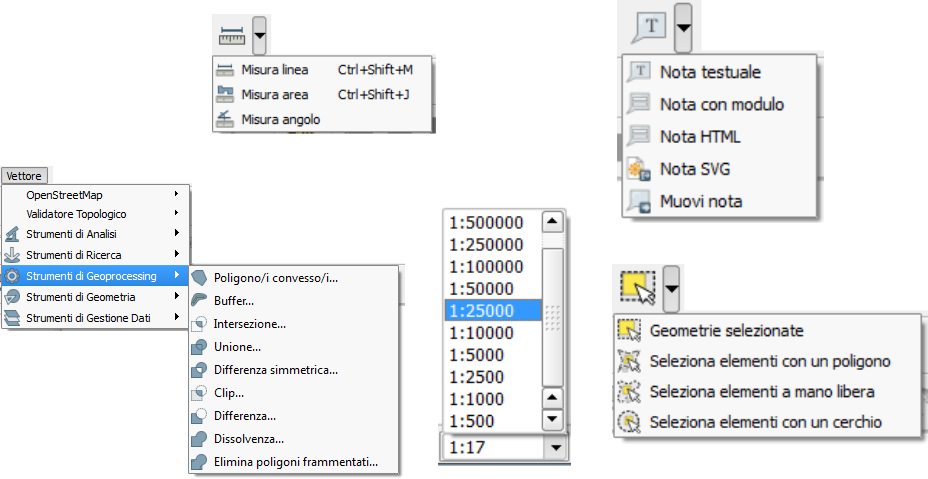 Misura linea Ctrl+Shift+M
Misura area Ctrl+Shift+J
Misura angolo
T
T Nota testuale
Nota con modulo
Nota HTML
Nota SVG
Muovi nota
Vettore
OpenStreetMap
Validatore Topologico
Strumenti di Analisi
Strumenti di Ricerca
Strumenti di Geoprocessing
Strumenti di Geometria
Strumenti di Gestione Dati
Poligono/i convesso/i...
Buffer...
Intersezione...
Unione...
Differenza simmetrica...
Clip...
Differenza...
Dissolvenza...
Elimina poligoni frammentati...
1:500000
1:250000
1:100000
1:50000
1:25000
1:10000
1:5000
1:2500
1:1000
1:500
1:17
Geometrie selezionate
Seleziona elementi con un poligono
Seleziona elementi a mano libera
Seleziona elementi con un cerchio